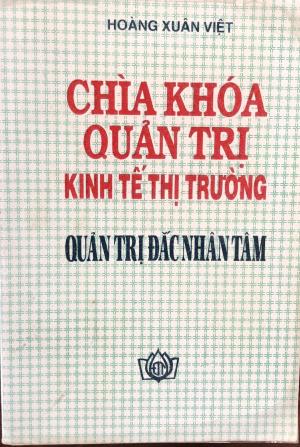 HOÀNG XUÂN VIỆT
CHÌA KHÓA
QUẢN TRỊ
KINH TẾ THỊ TRƯỜNG
QUẢN TRỊ ĐẮC NHÂN TÂM